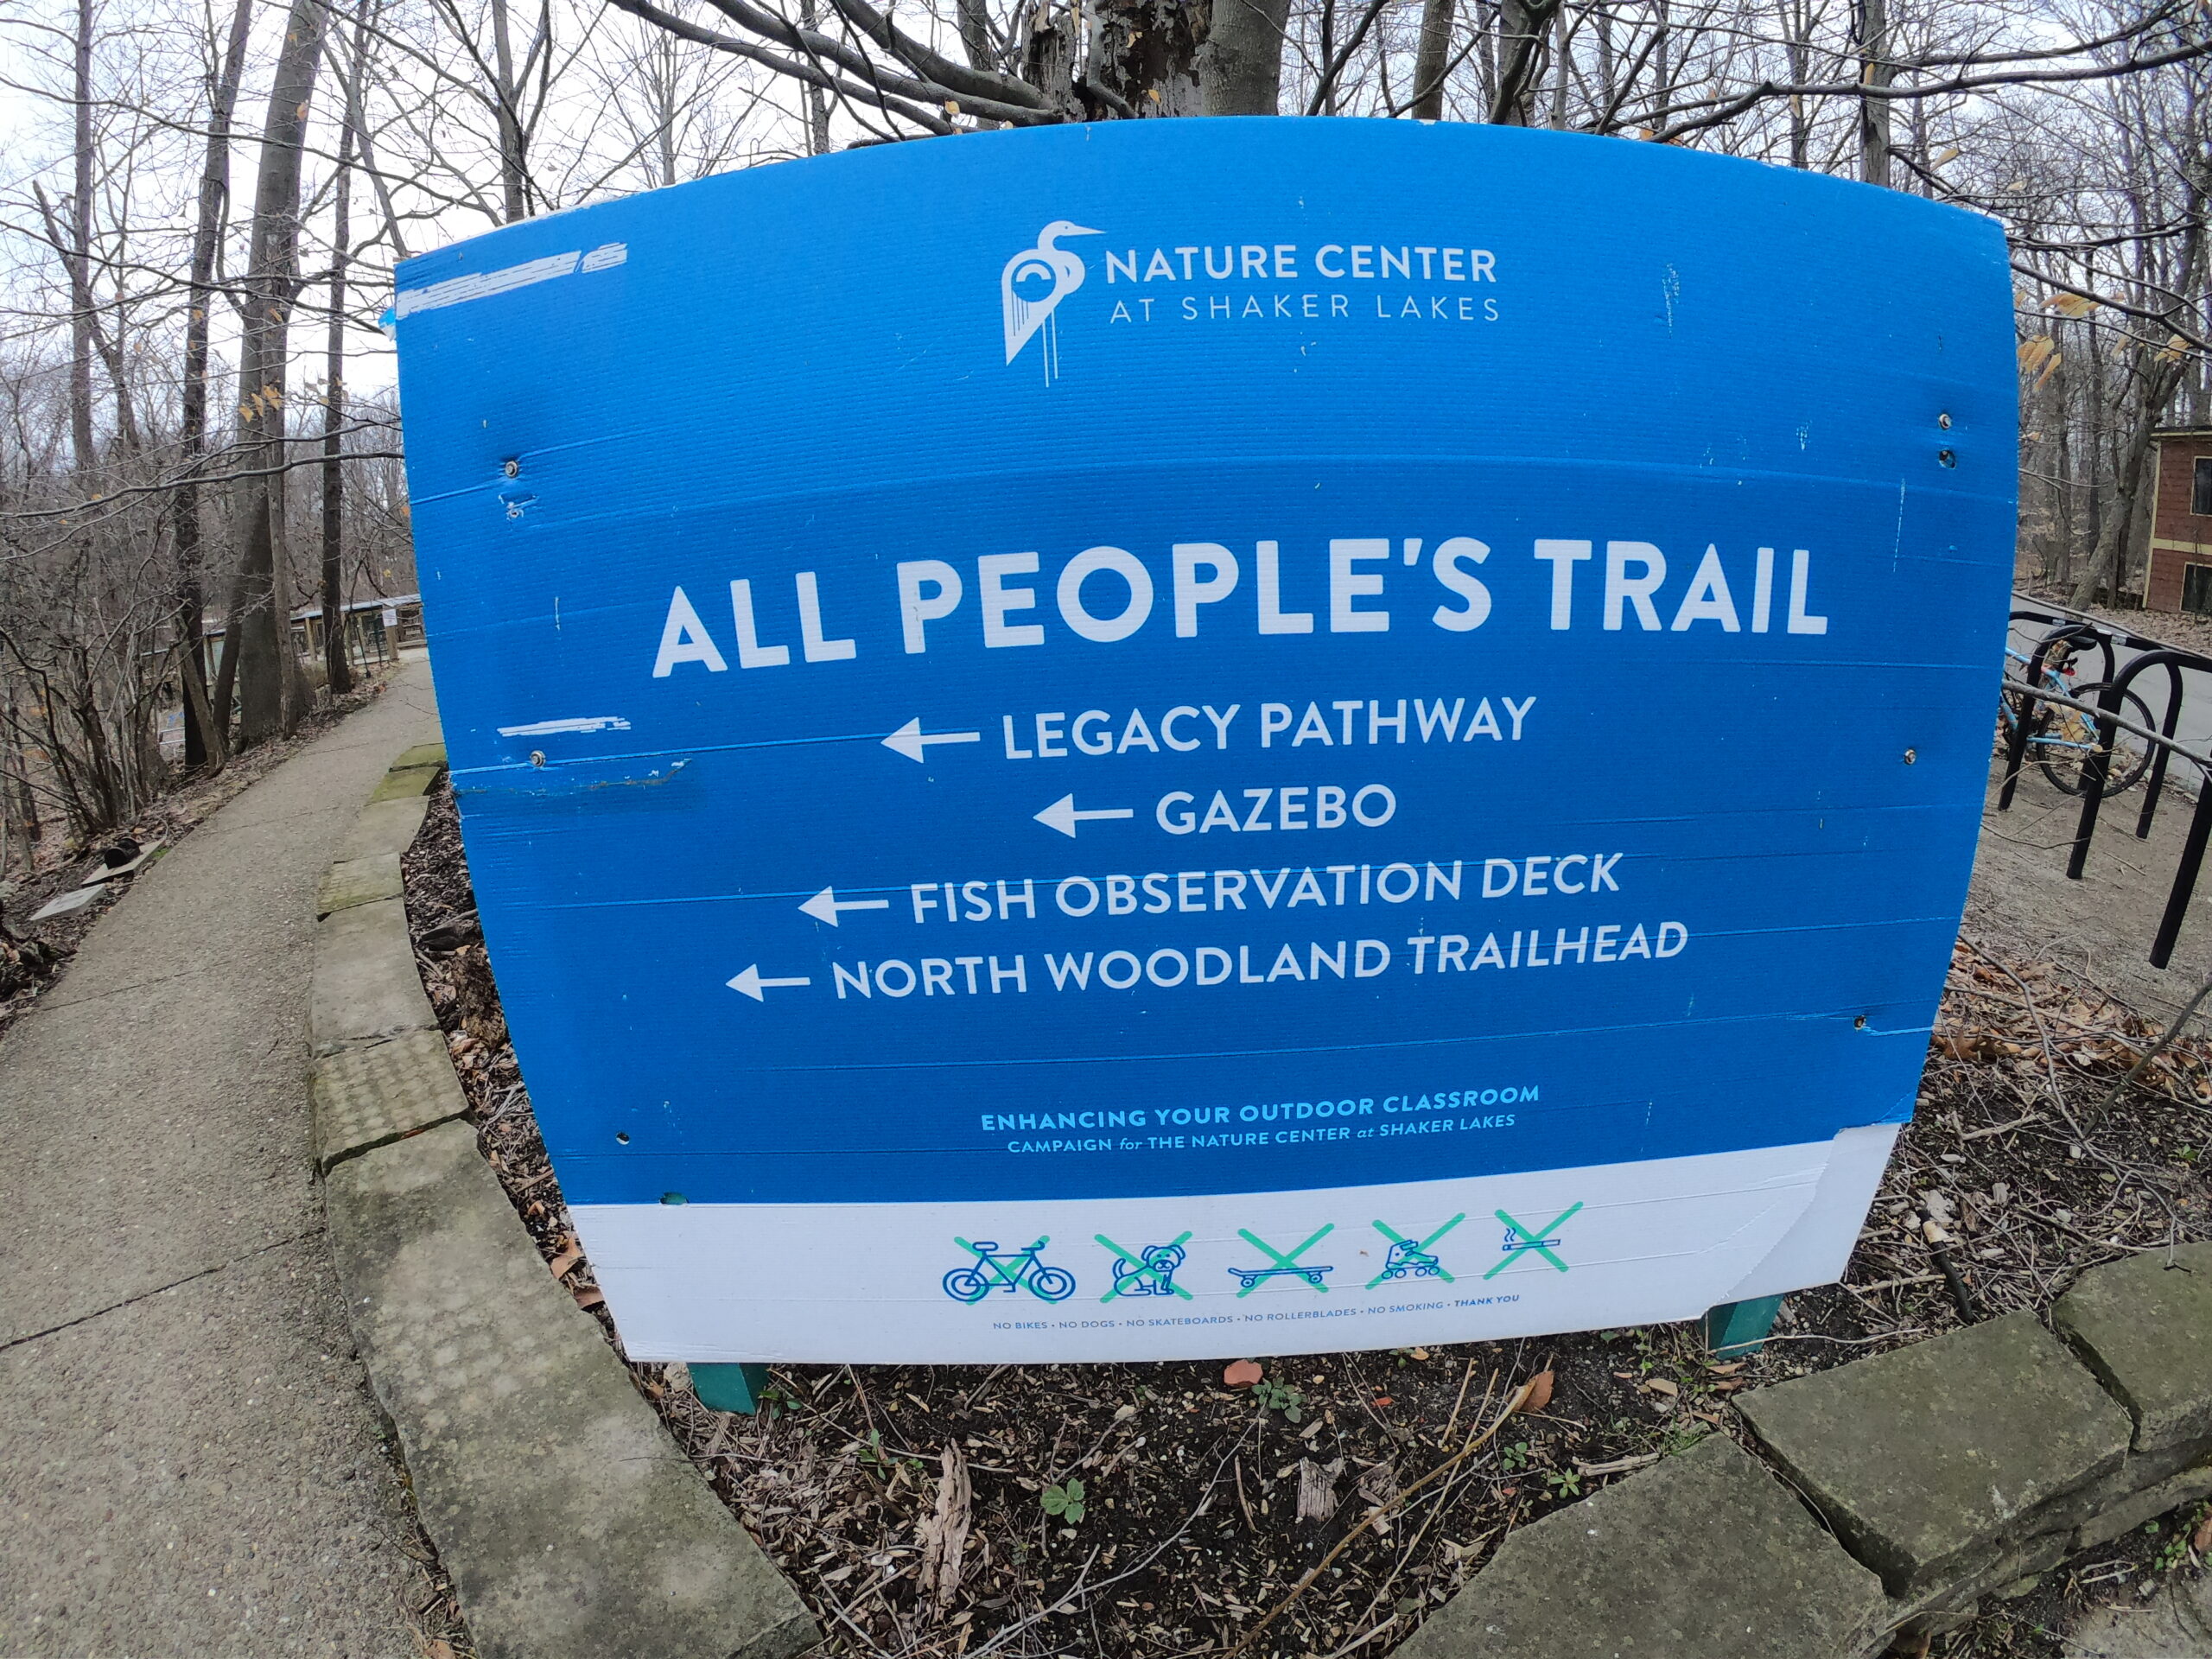 NATURE CENTER
AT SHAKER LAKES
ALL PEOPLE'S TRAIL
LEGACY PATHWAY
GAZEBO
FISH OBSERVATION DECK
NORTH WOODLAND TRAILHEAD
ENHANCING YOUR OUTDOOR CLASSROOM
CAMPAIGN for THE NATURE CENTER at SHAKER LAKES
NO BIKES • NO DOGS • NO SKATEBOARDS • NO ROLLERBLADES • NO SMOKING • THANK YOU